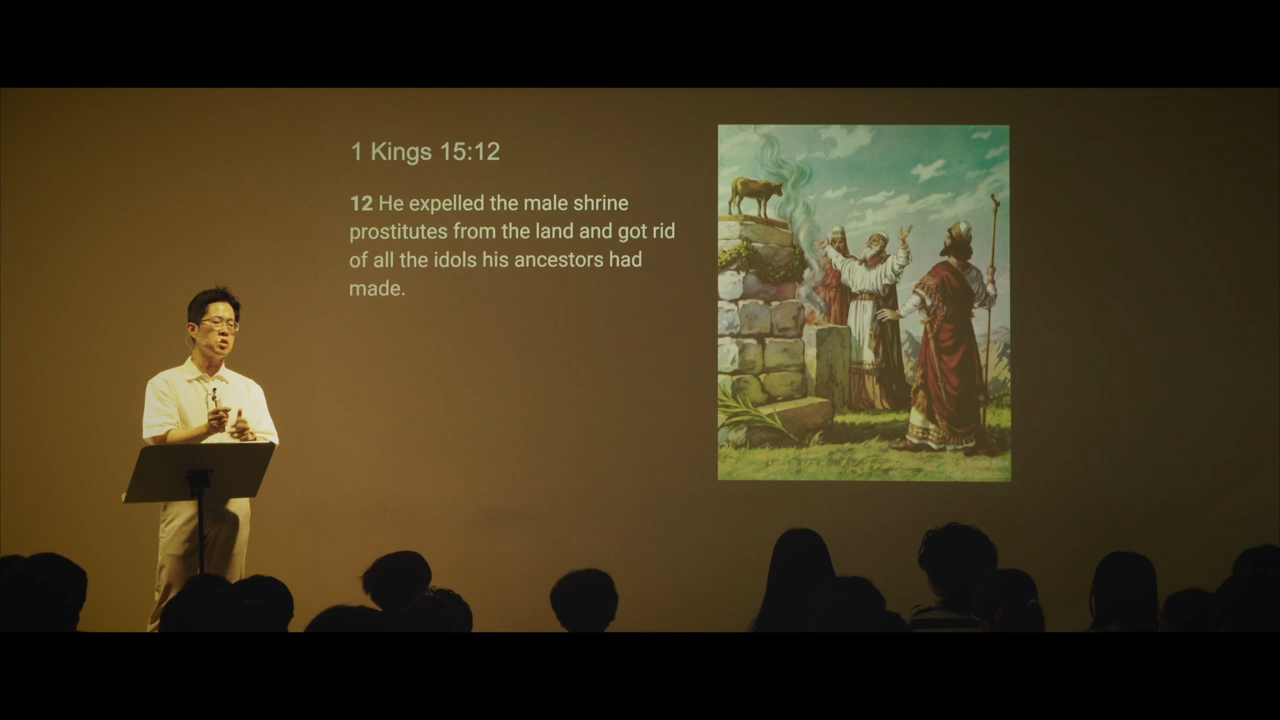 1 Kings 15:12
12 He expelled the male shrine
prostitutes from the land and got rid
of all the idols his ancestors had
made.